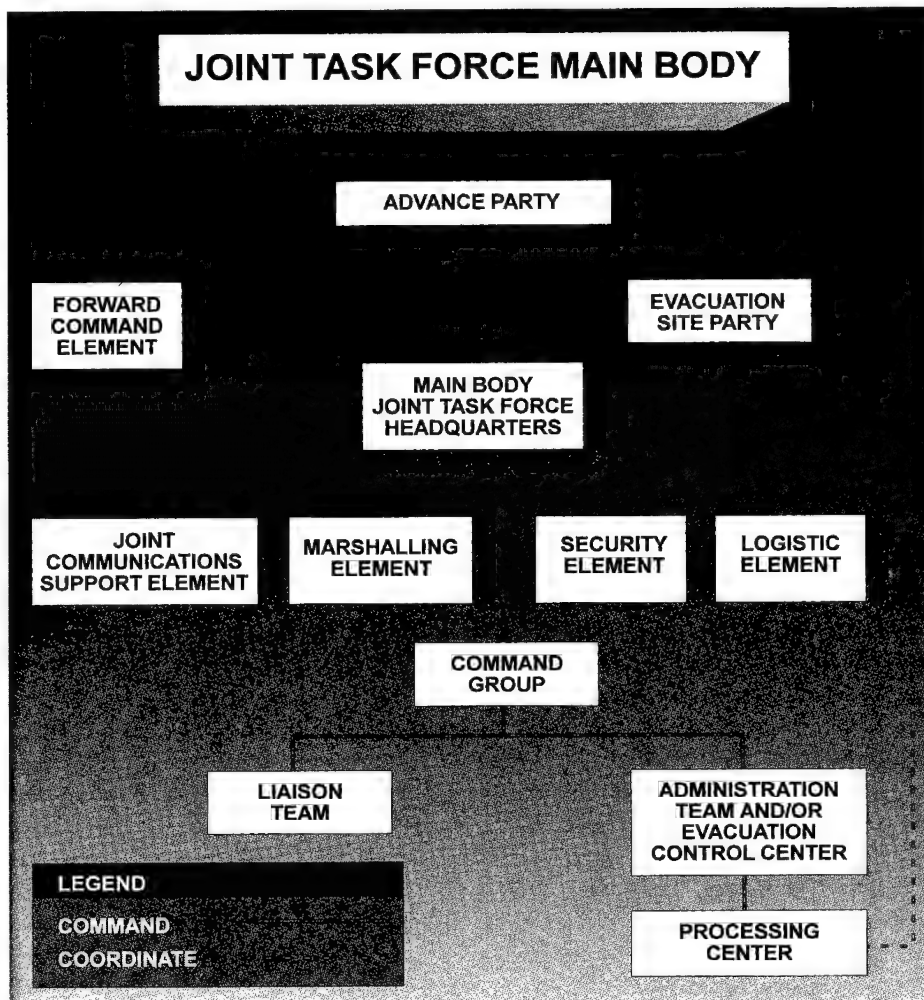 JOINT TASK FORCE MAIN BODY
ADVANCE PARTY
FORWARD
COMMAND
ELEMENT
EVACUATION
SITE PARTY
MAIN BODY
JOINT TASK FORCE
HEADQUARTERS
JOINT
COMMUNICATIONS
SUPPORT ELEMENT
MARSHALLING
ELEMENT
SECURITY
ELEMENT
LOGISTIC
ELEMENT
COMMAND
GROUP
LIAISON
TEAM
ADMINISTRATION
TEAM AND/OR
EVACUATION
CONTROL CENTER
PROCESSING
CENTER
LEGEND
COMMAND
COORDINATE